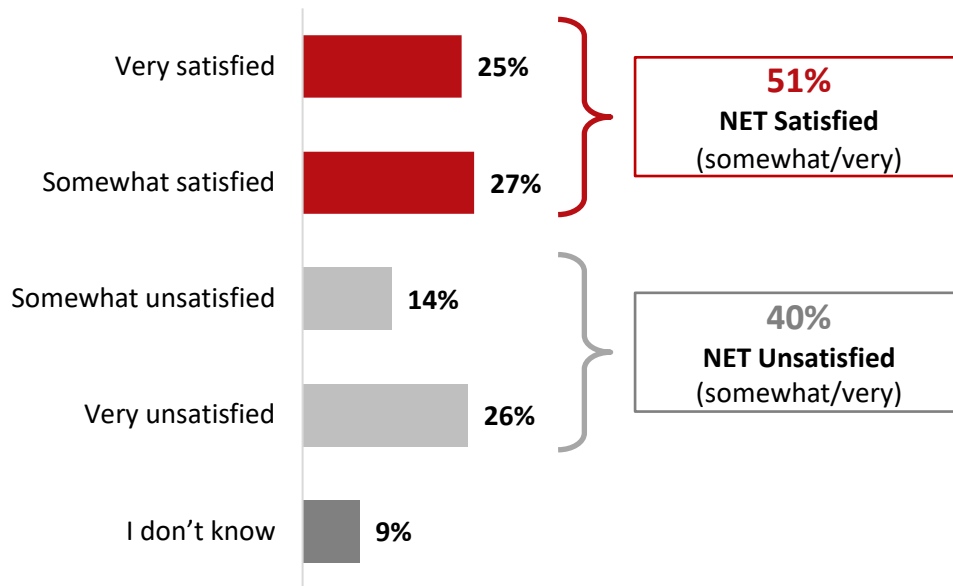 Very satisfied
25%
Somewhat satisfied
27%
51%
NET Satisfied
(somewhat/very)
Somewhat unsatisfied
14%
Very unsatisfied
26%
40%
NET Unsatisfied
(somewhat/very)
I don’t know
9%